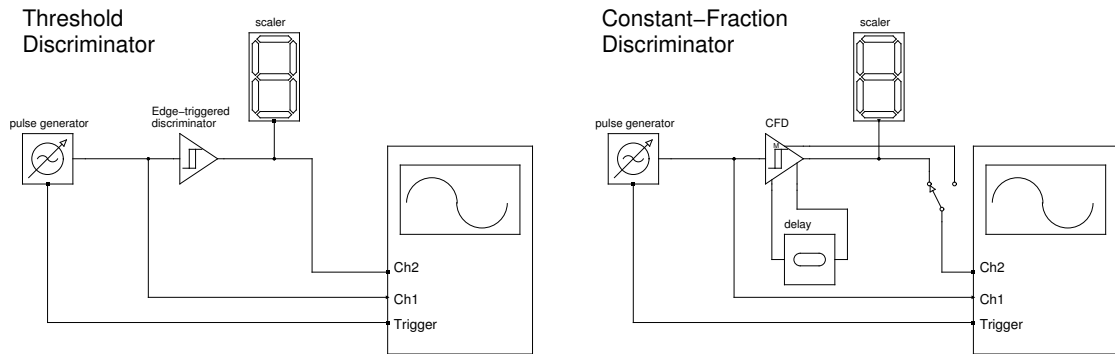 Threshold
Discriminator
scaler
Edge−triggered
discriminator
pulse generator
Ch2
Ch1
Trigger
Constant−Fraction
Discriminator
scaler
pulse generator
CFD
M
delay
Ch2
Ch1
Trigger